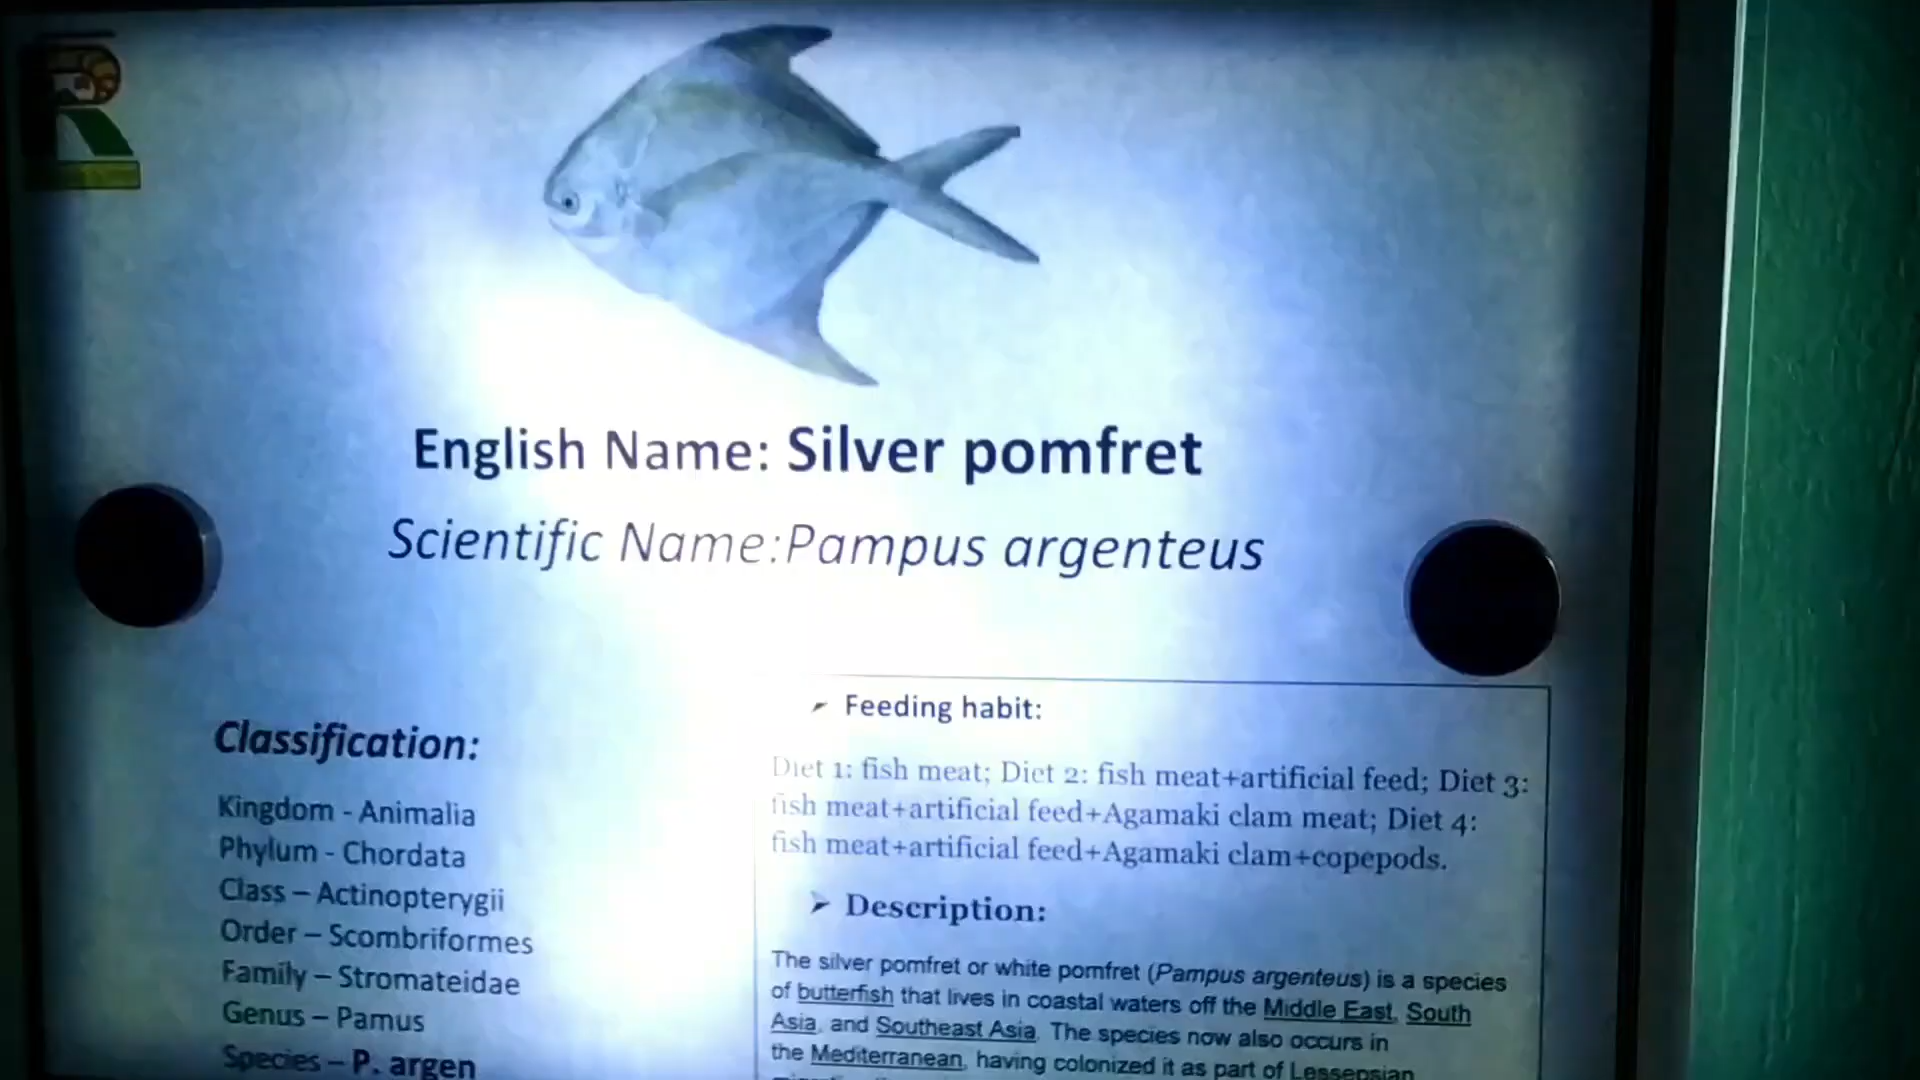 English Name: Silver pomfret
Scientific Name:Pampus argenteus
Classification:
Kingdom - Animalia
Phylum - Chordata
Class – Actinopterygii
Order – Scombriformes
Family – Stromateidae
Genus – Pamus
Species – P. argen
Feeding habit:
Diet 1: fish meat; Diet 2: fish meat+artificial feed; Diet 3:
fish meat+artificial feed+Agamaki clam meat; Diet 4:
fish meat+artificial feed+Agamaki clam+copepods.
Description:
The silver pomfret or white pomfret (Pampus argenteus) is a species
of butterfish that lives in coastal waters off the Middle East, South
Asia, and Southeast Asia. The species now also occurs in
the Mediterranean, having colonized it as part of Lessepsian